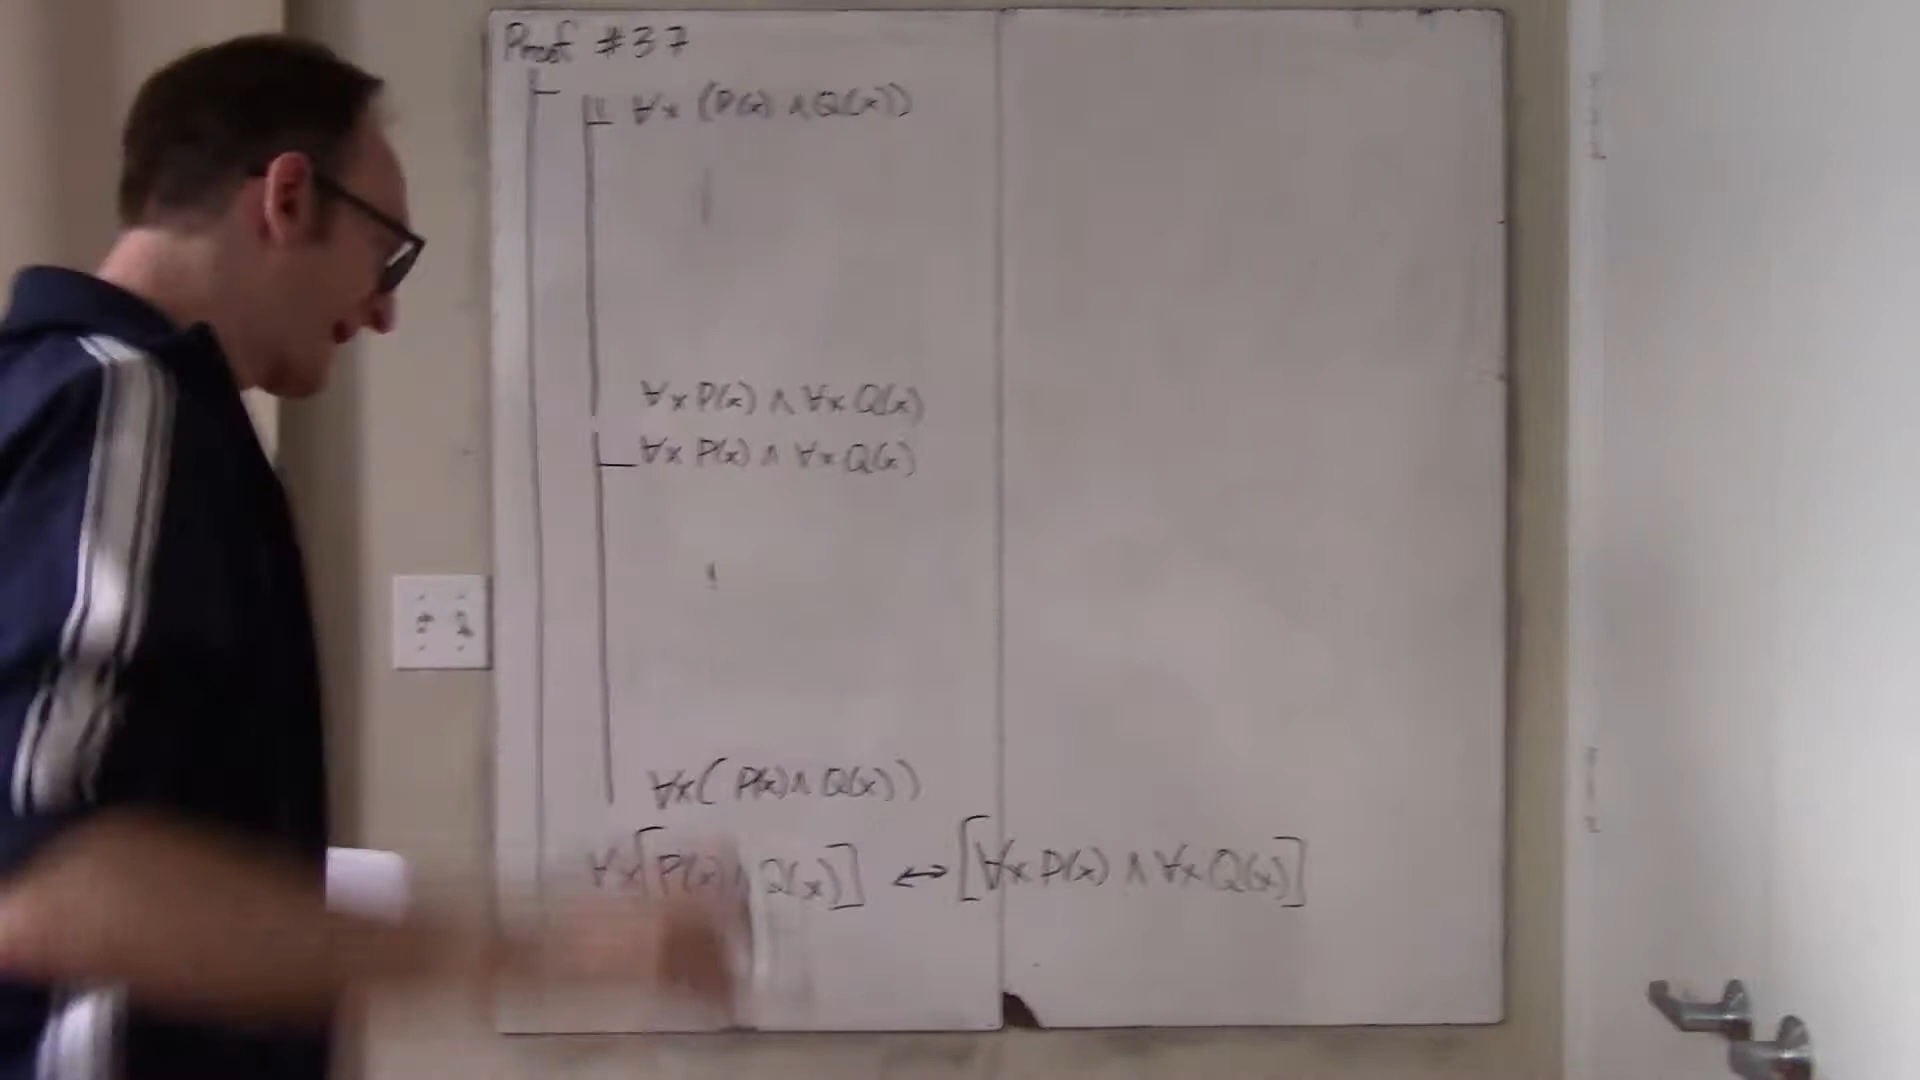 Proof #37
∀x (P(x) ∧ Q(x))
∀x P(x) ∧ ∀x Q(x)
∀x P(x) ∧ ∀x Q(x)
∀x( P(x) ∧ Q(x))
∀x[P(x) ∧ Q(x)] ↔ [∀x P(x) ∧ ∀x Q(x)]